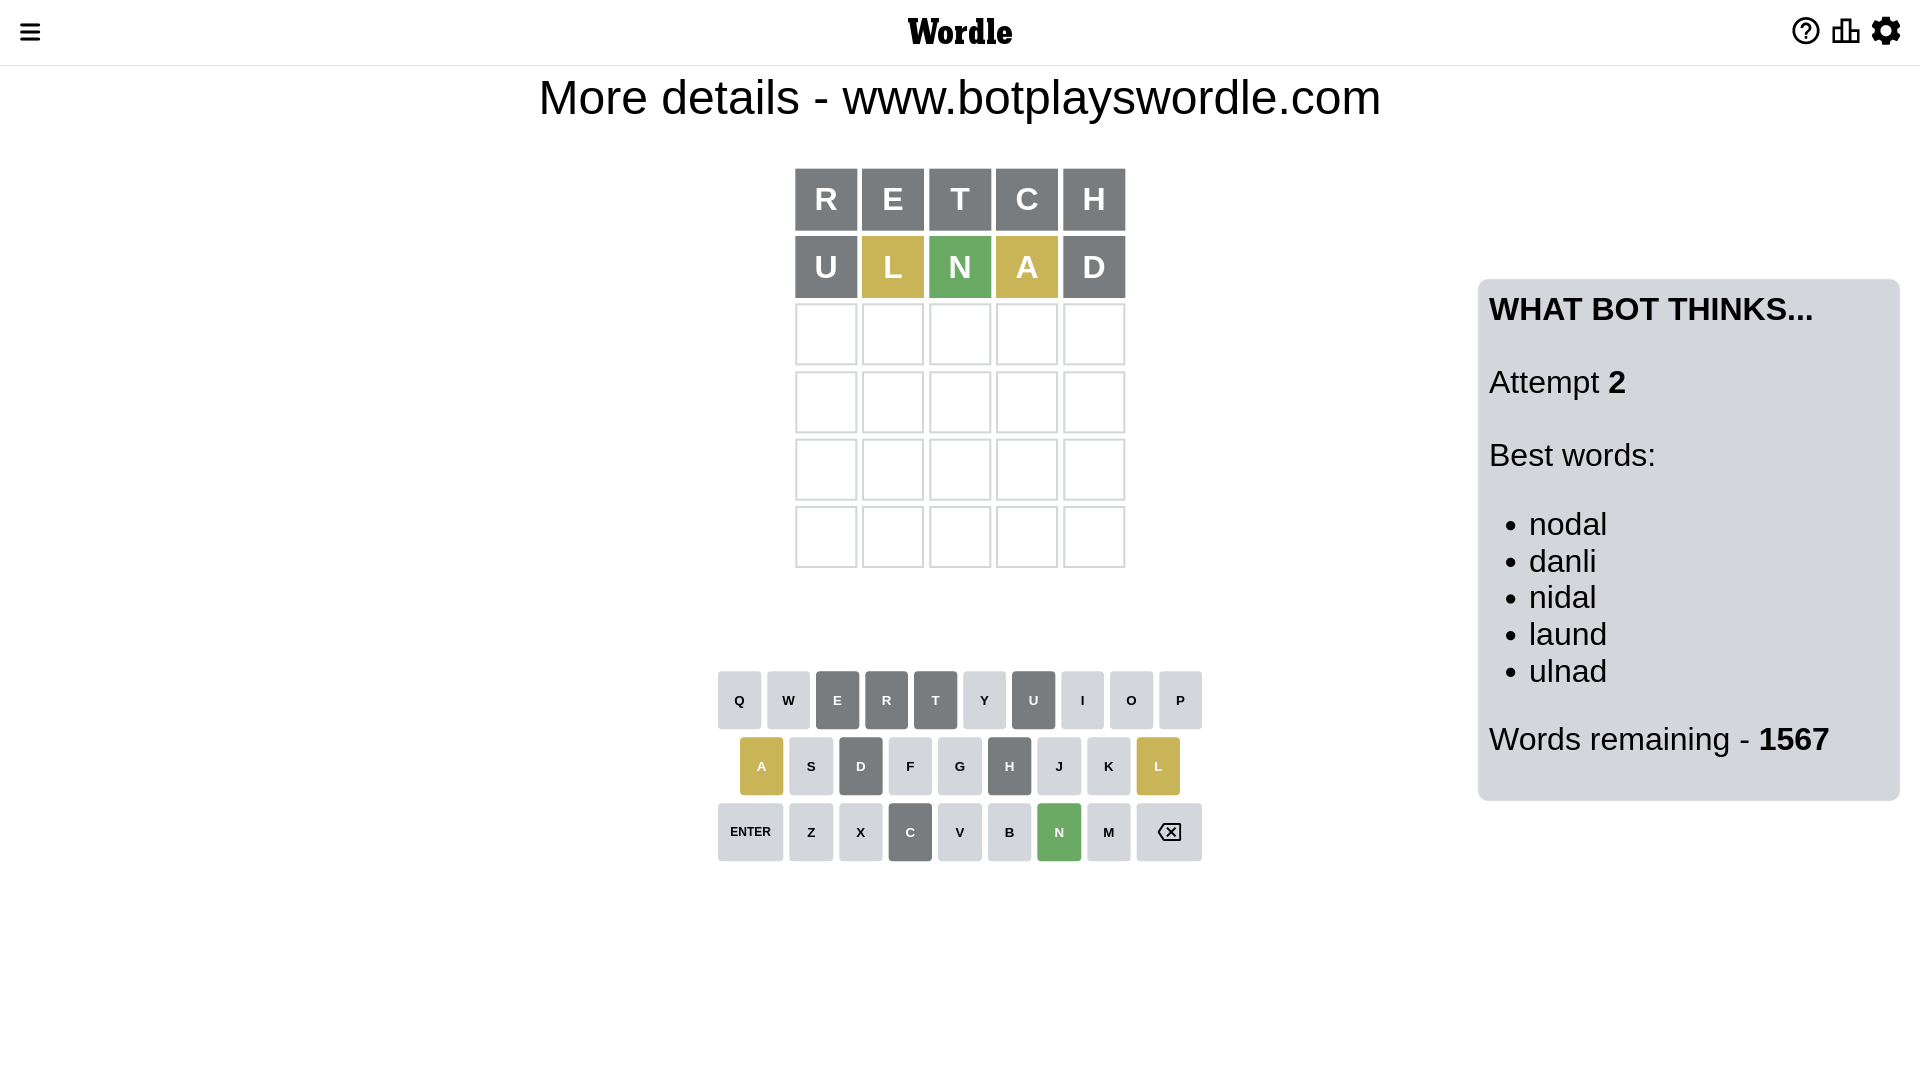 Wordle
More details - www.botplayswordle.com
R E T C H
U L N A D
WHAT BOT THINKS...
Attempt 2
Best words:
• nodal
• danli
• nidal
• laund
• ulnad
Words remaining - 1567
Q W E R T Y U I O P
A S D F G H J K L
ENTER Z X C V B N M